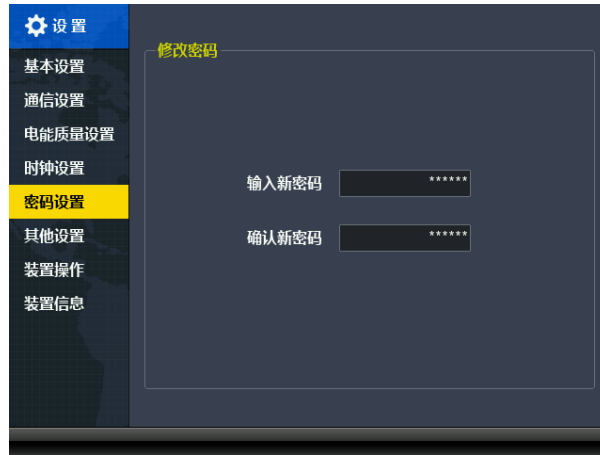 设置
基本设置
通信设置
电能质量设置
时钟设置
密码设置
其他设置
装置操作
装置信息
修改密码
输入新密码 ******
确认新密码 ******